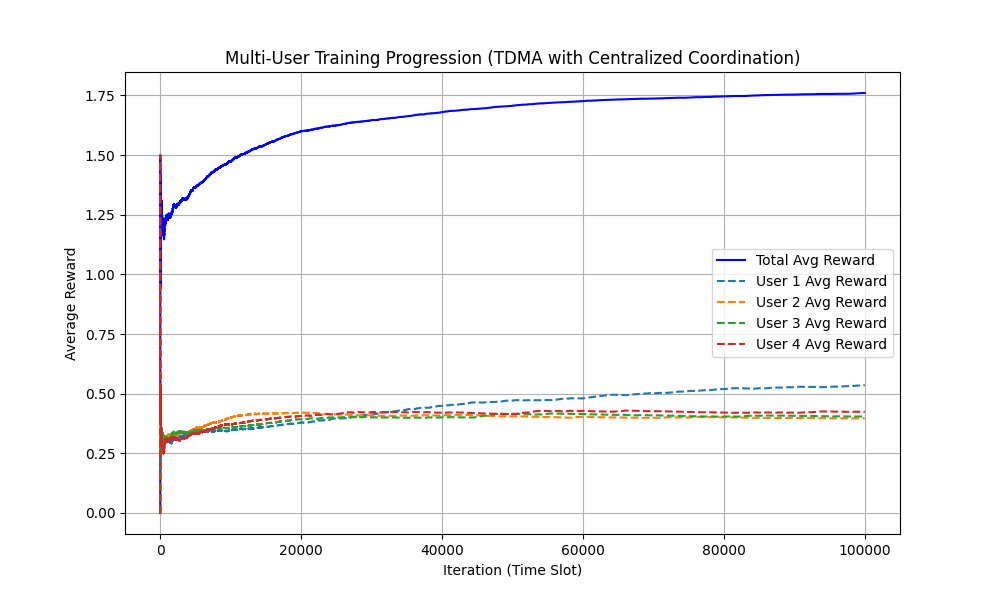 Multi-User Training Progression (TDMA with Centralized Coordination)
Average Reward
1.75
1.50
1.25
1.00
0.75
0.50
0.25
0.00
Total Avg Reward
User 1 Avg Reward
User 2 Avg Reward
User 3 Avg Reward
User 4 Avg Reward
0 20000 40000 60000 80000 100000
Iteration (Time Slot)